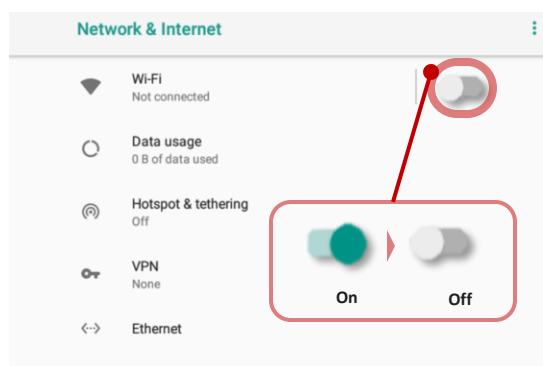 Network & Internet
Wi-Fi
Not connected
Data usage
0 B of data used
Hotspot & tethering
Off
VPN
None
Ethernet
On
Off